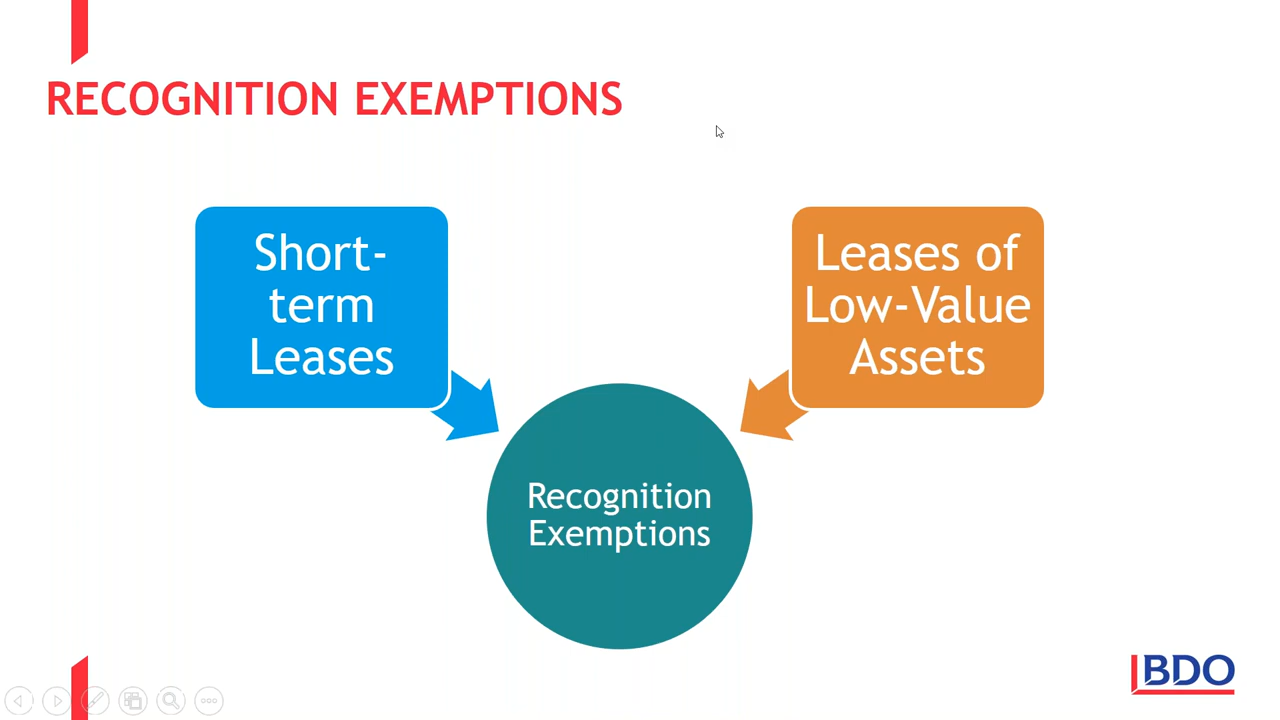 RECOGNITION EXEMPTIONS
Short-
term
Leases
Leases of
Low-Value
Assets
Recognition
Exemptions
BDO